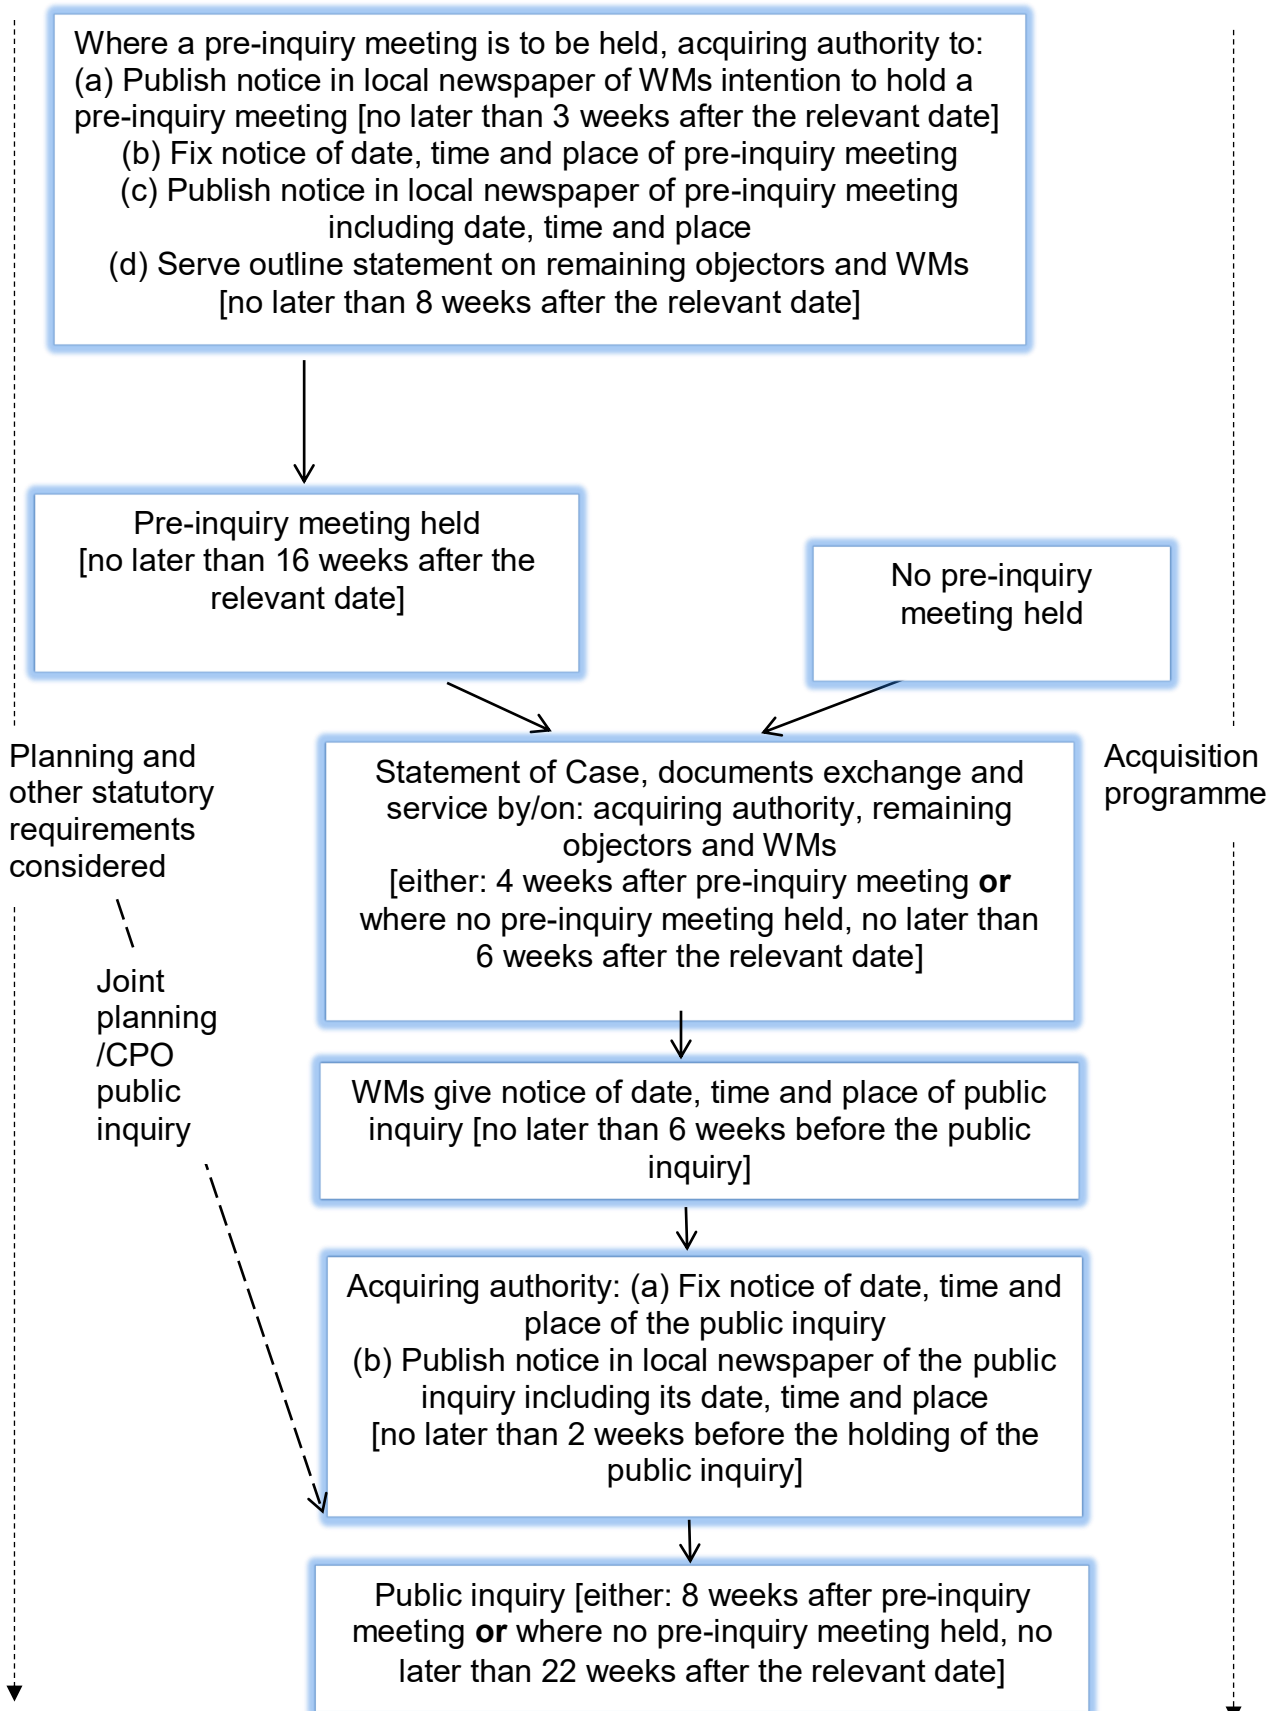 Where a pre-inquiry meeting is to be held, acquiring authority to:
(a) Publish notice in local newspaper of WMs intention to hold a
pre-inquiry meeting [no later than 3 weeks after the relevant date]
(b) Fix notice of date, time and place of pre-inquiry meeting
(c) Publish notice in local newspaper of pre-inquiry meeting
including date, time and place
(d) Serve outline statement on remaining objectors and WMs
[no later than 8 weeks after the relevant date]
Pre-inquiry meeting held
[no later than 16 weeks after the
relevant date]
No pre-inquiry
meeting held
Planning and
other statutory
requirements
considered
Statement of Case, documents exchange and
service by/on: acquiring authority, remaining
objectors and WMs
[either: 4 weeks after pre-inquiry meeting or
where no pre-inquiry meeting held, no later than
6 weeks after the relevant date]
Acquisition
programme
Joint
planning
/CPO
public
inquiry
WMs give notice of date, time and place of public
inquiry [no later than 6 weeks before the public
inquiry]
Acquiring authority: (a) Fix notice of date, time and
place of the public inquiry
(b) Publish notice in local newspaper of the public
inquiry including its date, time and place
[no later than 2 weeks before the holding of the
public inquiry]
Public inquiry [either: 8 weeks after pre-inquiry
meeting or where no pre-inquiry meeting held, no
later than 22 weeks after the relevant date]